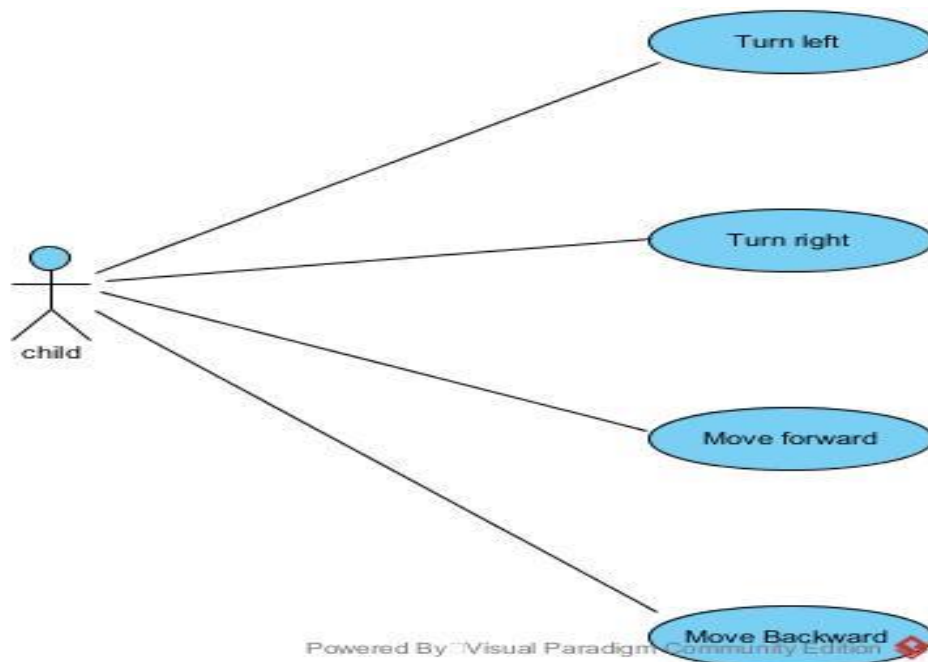 Turn left
Turn right
child
Move forward
Move Backward
Powered By Visual Paradigm Community Edition